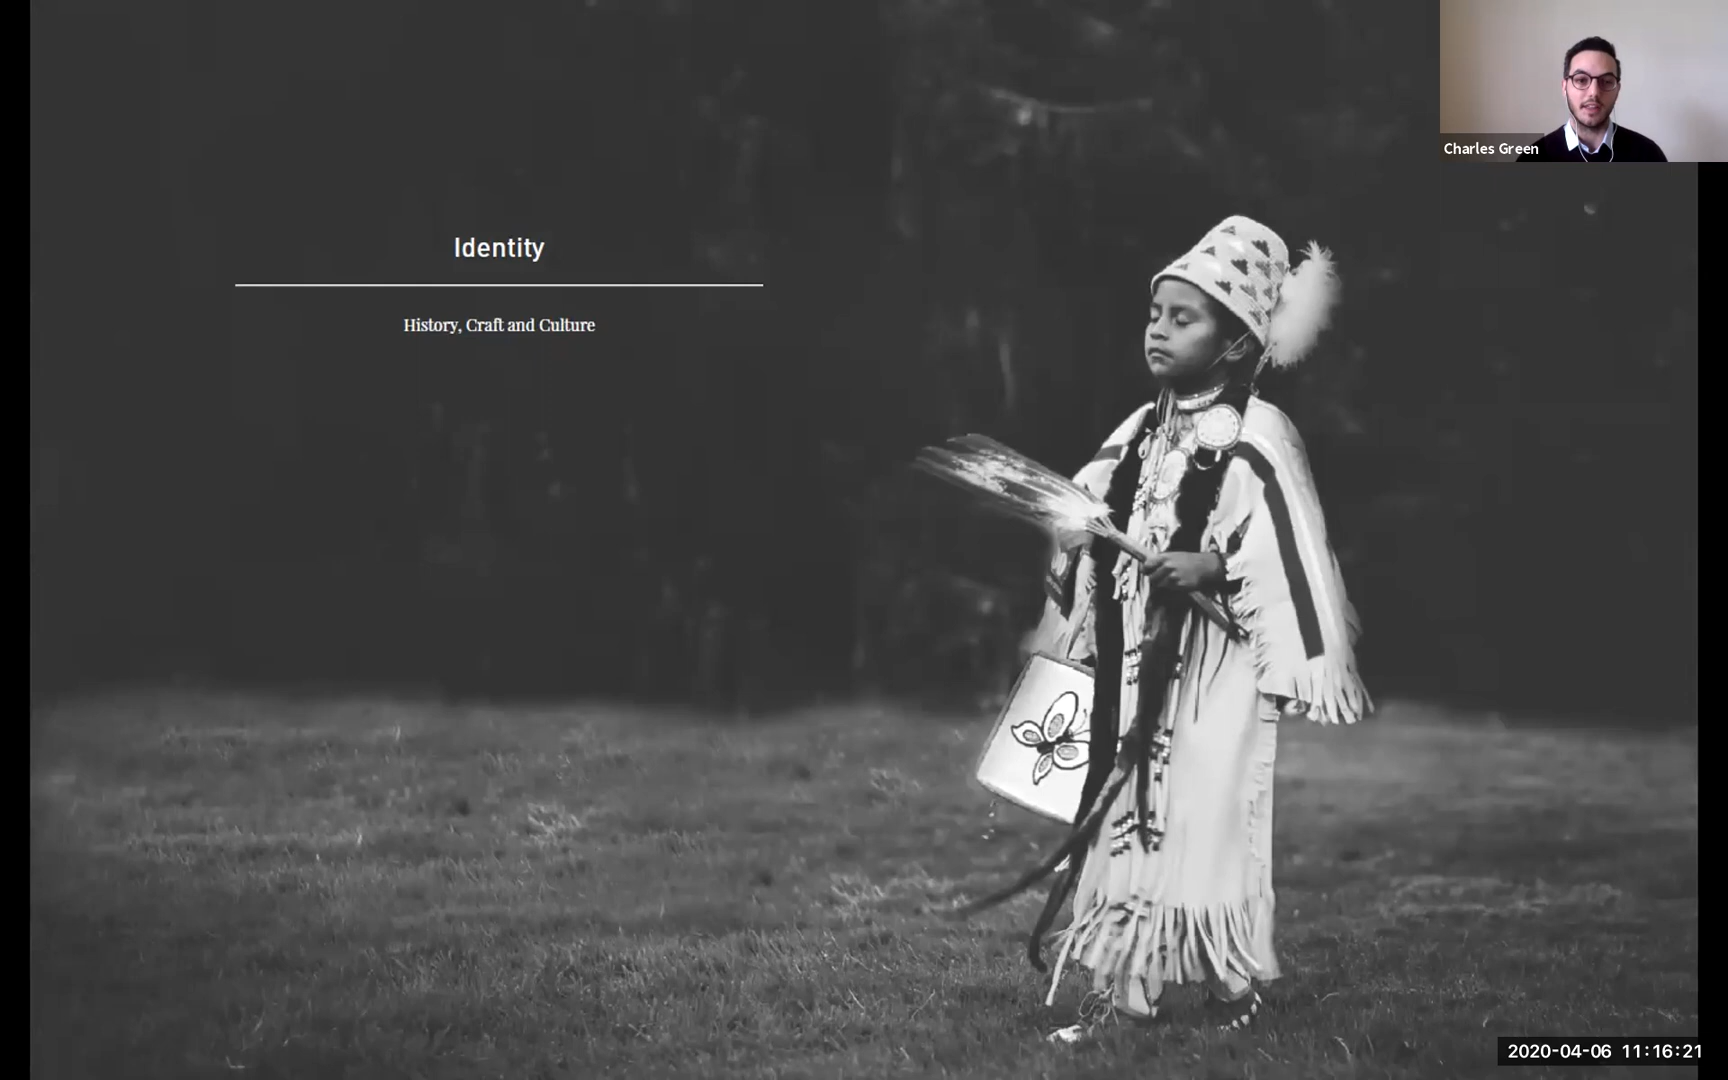 Identity
History, Craft and Culture
Charles Green
2020-04-06 11:16:21